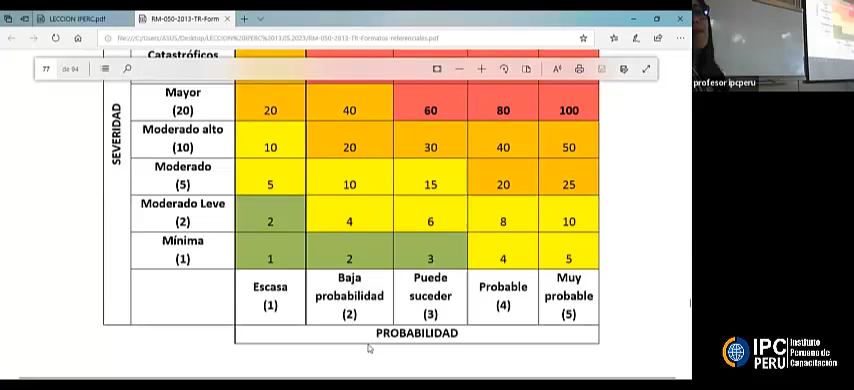 LECCION IPERC.pdf
RM-050-2013-TR-Form
file:///C:/Users/ASUS/Desktop/LECCION%20IPERC%2013.05.2023/RM-050-2013-TR-Formatos-referenciales.pdf
profesor ipcperu
Catastróficos
77 de 94
SEVERIDAD
Mayor
(20) 20 40 60 80 100
Moderado alto
(10) 10 20 30 40 50
Moderado
(5) 5 10 15 20 25
Moderado Leve
(2) 2 4 6 8 10
Mínima
(1) 1 2 3 4 5
Escasa
(1)
Baja
probabilidad
(2)
Puede
suceder
(3)
Probable
(4)
Muy
probable
(5)
PROBABILIDAD
IPC
PERU
Instituto
Peruano de
Capacitación